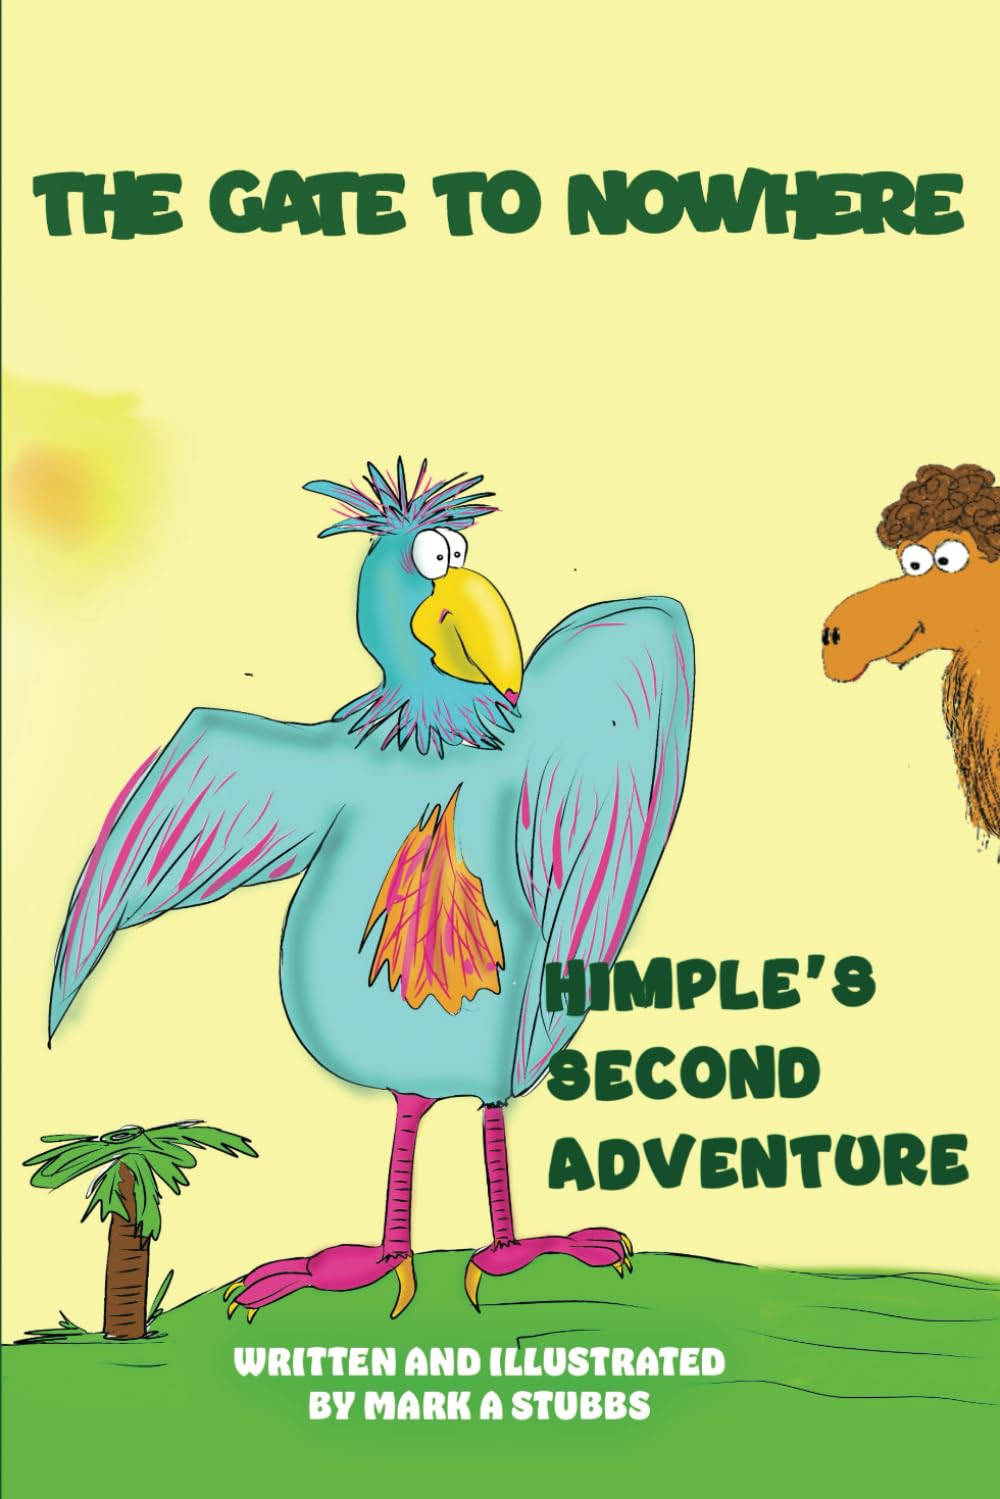 THE GATE TO NOWHERE
HIMPLE'S
SECOND
ADVENTURE
WRITTEN AND ILLUSTRATED
BY MARK A STUBBS